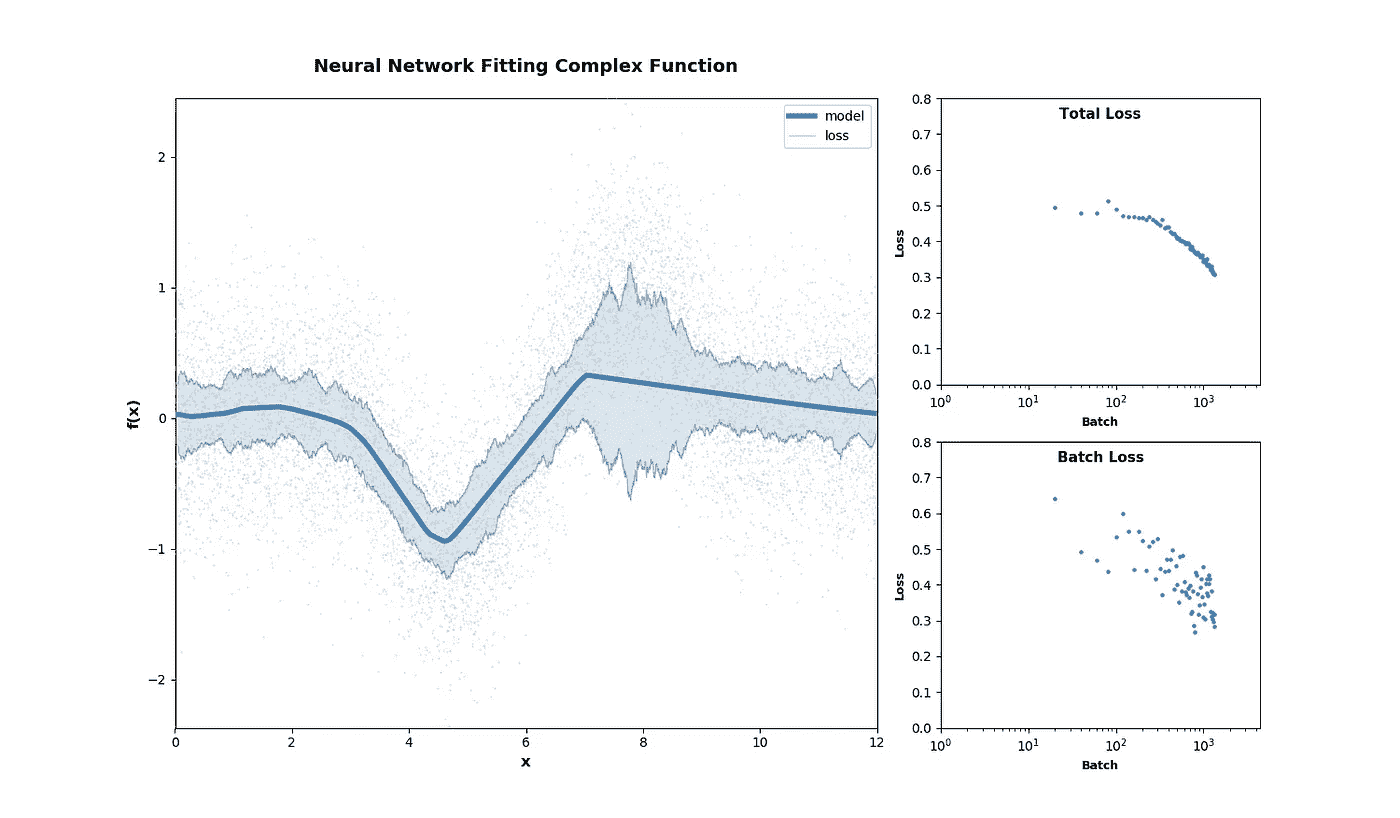 Neural Network Fitting Complex Function
model
loss
2
1
0
−1
−2
f(x)
0 2 4 6 8 10 12
x
Total Loss
0.8
0.7
0.6
0.5
0.4
0.3
0.2
0.1
0.0
Loss
10⁰ 10¹ 10² 10³
Batch
Batch Loss
0.8
0.7
0.6
0.5
0.4
0.3
0.2
0.1
0.0
Loss
10⁰ 10¹ 10² 10³
Batch